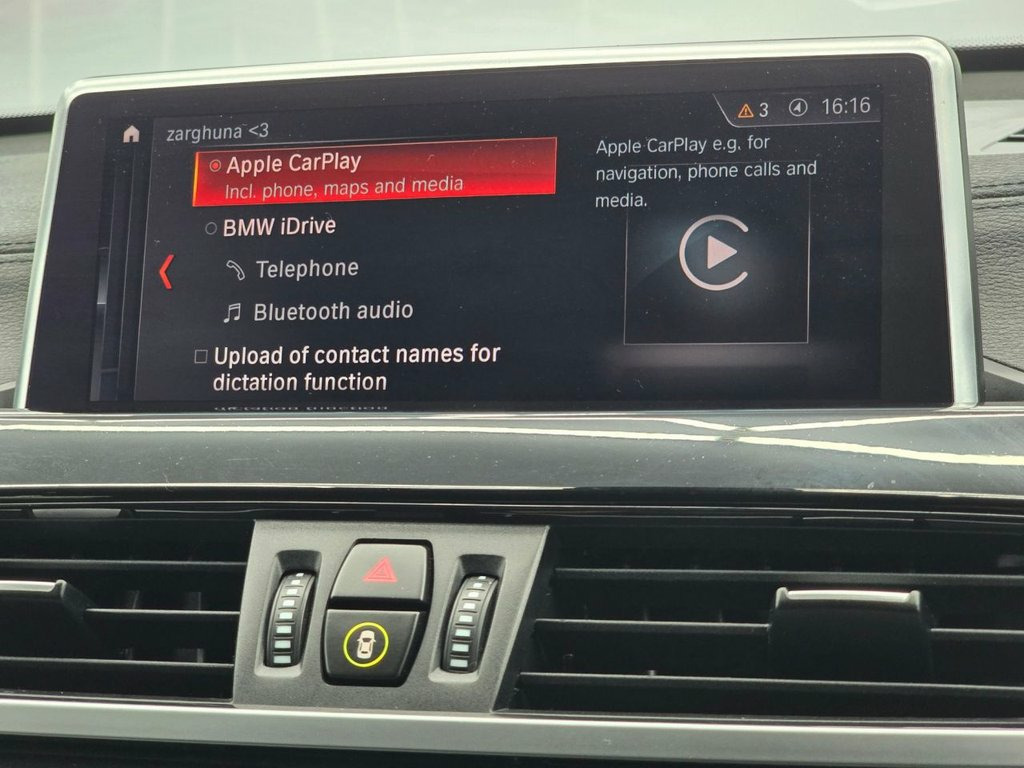 zarghuna <3
3 16:16
Apple CarPlay
Incl. phone, maps and media
BMW iDrive
Telephone
Bluetooth audio
Upload of contact names for
dictation function
Apple CarPlay e.g. for
navigation, phone calls and
media.